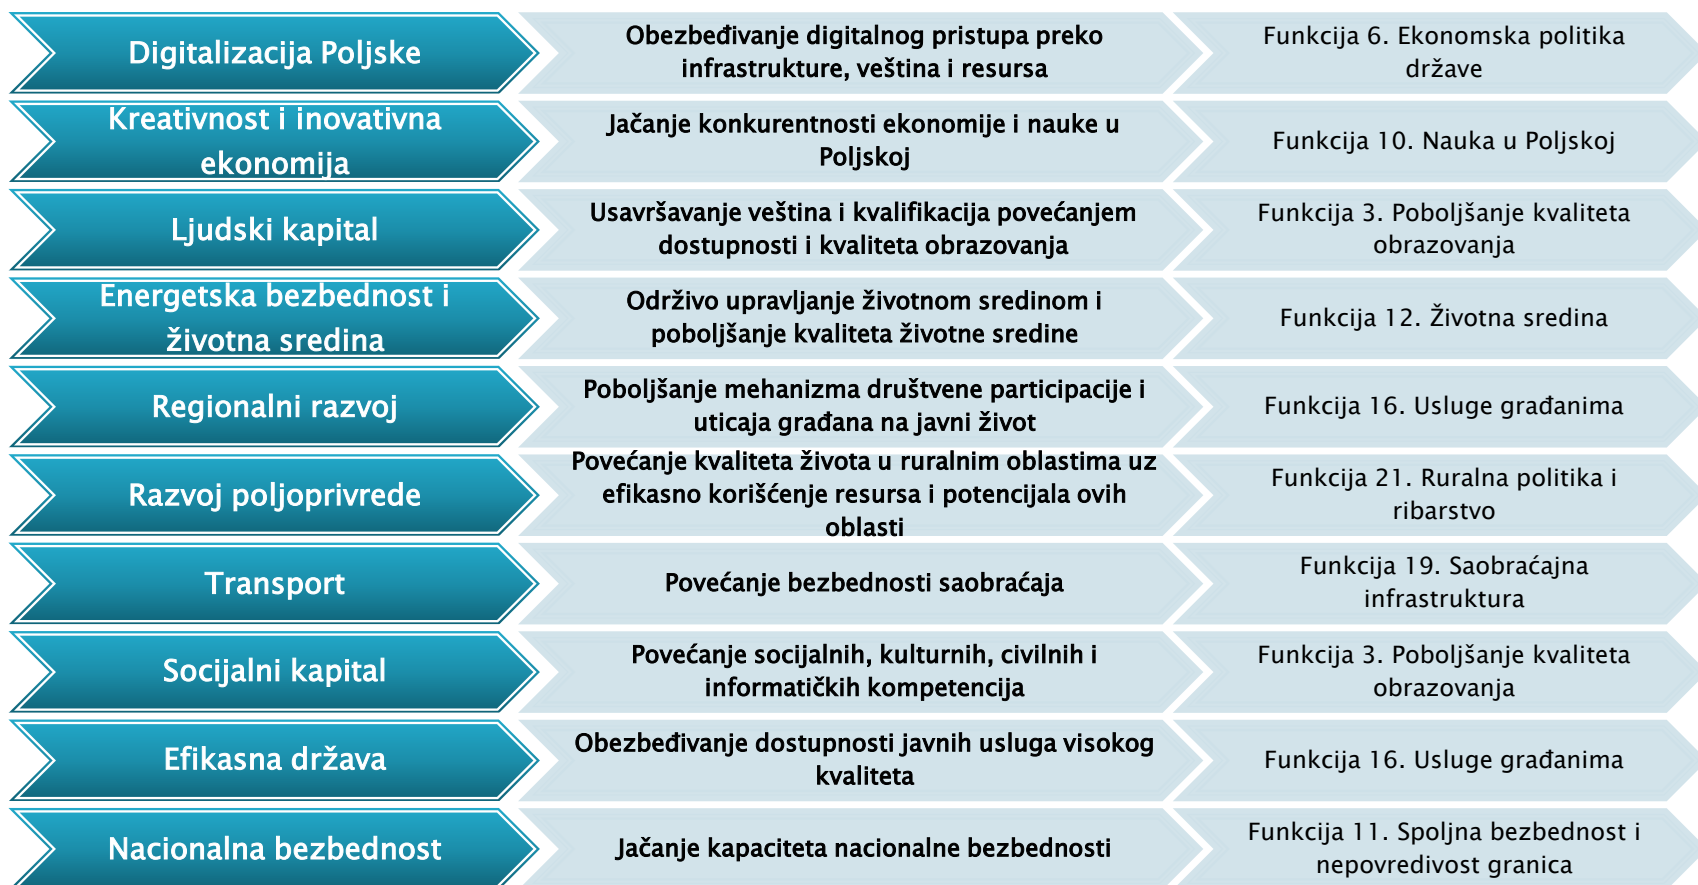 Digitalizacija Poljske
Obezbeđivanje digitalnog pristupa preko
infrastrukture, veština i resursa
Funkcija 6. Ekonomska politika
države
Kreativnost i inovativna
ekonomija
Jačanje konkurentnosti ekonomije i nauke u
Poljskoj
Funkcija 10. Nauka u Poljskoj
Ljudski kapital
Usavršavanje veština i kvalifikacija povećanjem
dostupnosti i kvaliteta obrazovanja
Funkcija 3. Poboljšanje kvaliteta
obrazovanja
Energetska bezbednost i
životna sredina
Održivo upravljanje životnom sredinom i
poboljšanje kvaliteta životne sredine
Funkcija 12. Životna sredina
Regionalni razvoj
Poboljšanje mehanizma društvene participacije i
uticaja građana na javni život
Funkcija 16. Usluge građanima
Razvoj poljoprivrede
Povećanje kvaliteta života u ruralnim oblastima uz
efikasno korišćenje resursa i potencijala ovih
oblasti
Funkcija 21. Ruralna politika i
ribarstvo
Transport
Povećanje bezbednosti saobraćaja
Funkcija 19. Saobraćajna
infrastruktura
Socijalni kapital
Povećanje socijalnih, kulturnih, civilnih i
informatičkih kompetencija
Funkcija 3. Poboljšanje kvaliteta
obrazovanja
Efikasna država
Obezbeđivanje dostupnosti javnih usluga visokog
kvaliteta
Funkcija 16. Usluge građanima
Nacionalna bezbednost
Jačanje kapaciteta nacionalne bezbednosti
Funkcija 11. Spoljna bezbednost i
nepovredivost granica